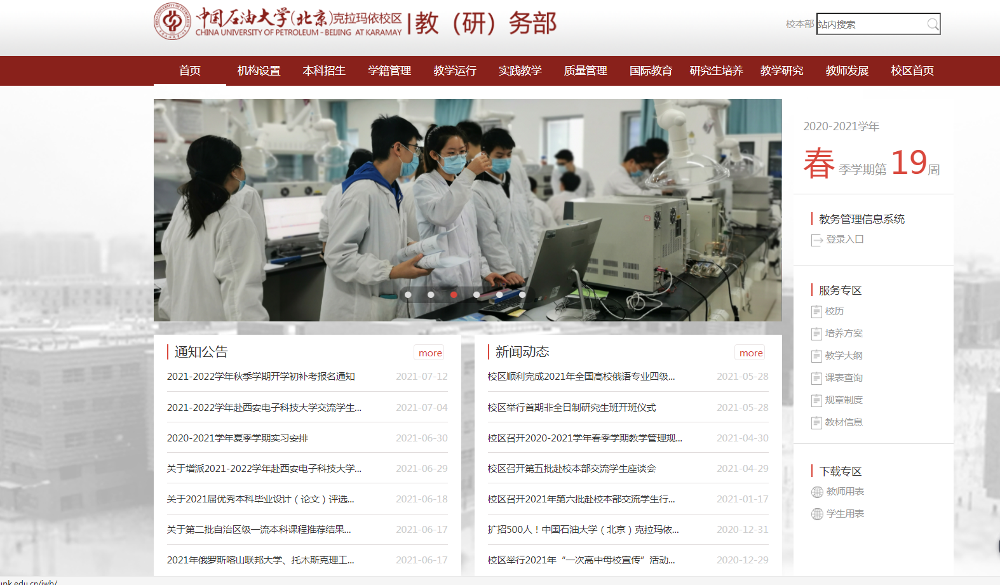 中国石油大学(北京)克拉玛依校区
CHINA UNIVERSITY OF PETROLEUM - BEIJING AT KARAMAY
教（研）务部
校本部 站内搜索
首页 机构设置 本科招生 学籍管理 教学运行 实践教学 质量管理 国际教育 研究生培养 教学研究 教师发展 校区首页
2020-2021学年
春 季学期第 19周
教务管理信息系统
登录入口
服务专区
校历
培养方案
教学大纲
课表查询
规章制度
教材信息
下载专区
教师用表
学生用表
通知公告 more
2021-2022学年秋季学期开学初补考报名通知 2021-07-12
2021-2022学年赴西安电子科技大学交流学生... 2021-07-04
2020-2021学年夏季学期实习安排 2021-06-30
关于增派2021-2022学年赴西安电子科技大学... 2021-06-29
关于2021届优秀本科毕业设计（论文）评选... 2021-06-18
关于第二批自治区级一流本科课程推荐结果... 2021-06-17
2021年俄罗斯喀山联邦大学、托木斯克理工... 2021-06-17
新闻动态 more
校区顺利完成2021年全国高校俄语专业四级... 2021-05-28
校区举行首期非全日制研究生班开班仪式 2021-05-28
校区召开2020-2021学年春季学期教学管理规... 2021-04-30
校区召开第五批赴校本部交流学生座谈会 2021-04-29
校区召开2021年第六批赴校本部交流学生行... 2021-01-17
扩招500人！中国石油大学（北京）克拉玛依... 2020-12-31
校区举行2021年“一次高中母校宣传”活动... 2020-12-29